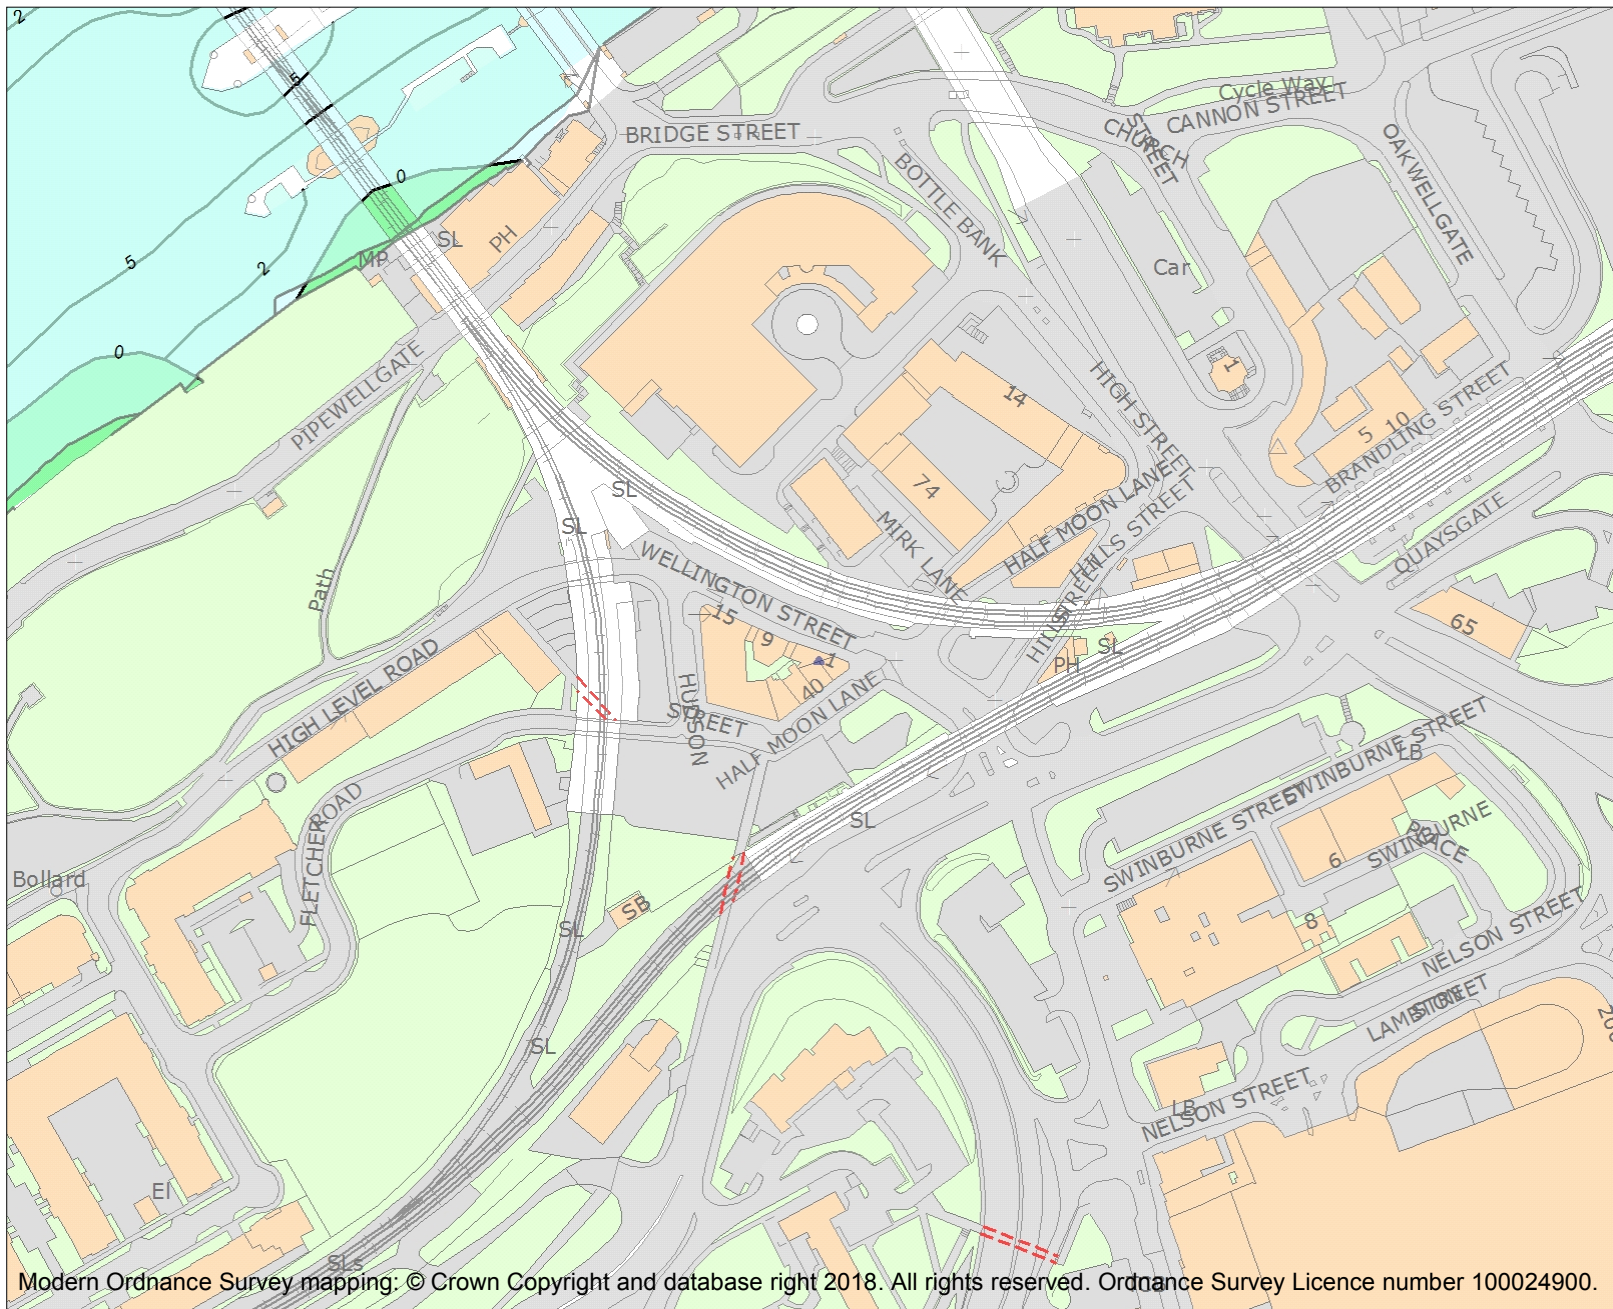 2
5
Cycle Way
CANNON STREET
BRIDGE STREET
CHURCH
STREET
OAKWELLGATE
0
BOTTLE BANK
SL
PH
MP
5
2
Car
0
PIPEWELLGATE
1
HIGH STREET
14
5
10
BRANDLING STREET
SL
74
HALF MOON LANE
HILLS STREET
SL
MIRK LANE
QUAYSGATE
WELLINGTON STREET
Path
15
9
1
HILLS STREET
65
SL
PH
HIGH LEVEL ROAD
40
HUDSON
STREET
HALF MOON LANE
SWINBURNE STREET
LB
SWINBURNE STREET
FLETCHER ROAD
SL
SWINBURNE
PLACE
6
Bollard
SB
8
SL
NELSON STREET
LAMBTON
STREET
SL
NELSON STREET
LB
El
SLs
TCB
Modern Ordnance Survey mapping: © Crown Copyright and database right 2018. All rights reserved. Ordnance Survey Licence number 100024900.